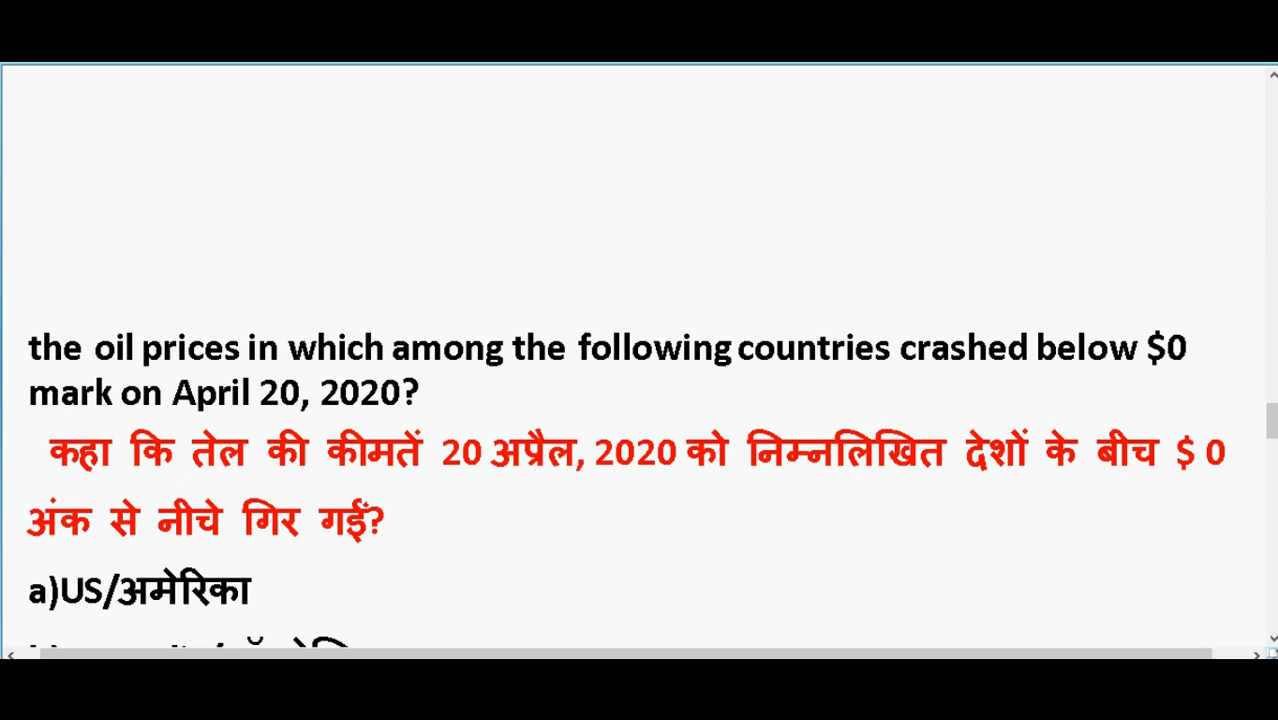 the oil prices in which among the following countries crashed below $0
mark on April 20, 2020?
कहा कि तेल की कीमतें 20 अप्रैल, 2020 को निम्नलिखित देशों के बीच $ 0
अंक से नीचे गिर गईं?
a)US/अमेरिका